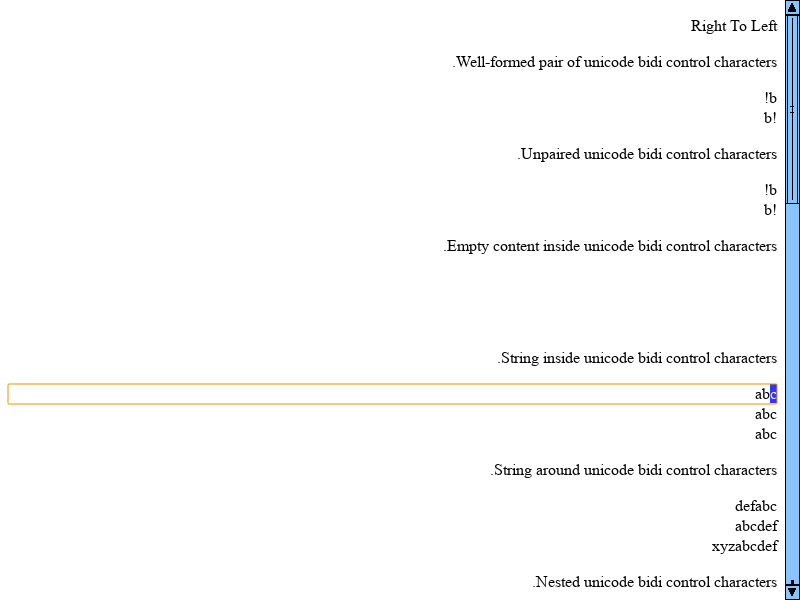 Right To Left
.Well-formed pair of unicode bidi control characters
!b
b!
.Unpaired unicode bidi control characters
!b
b!
.Empty content inside unicode bidi control characters
.String inside unicode bidi control characters
abc
abc
abc
.String around unicode bidi control characters
defabc
abcdef
xyzabcdef
.Nested unicode bidi control characters